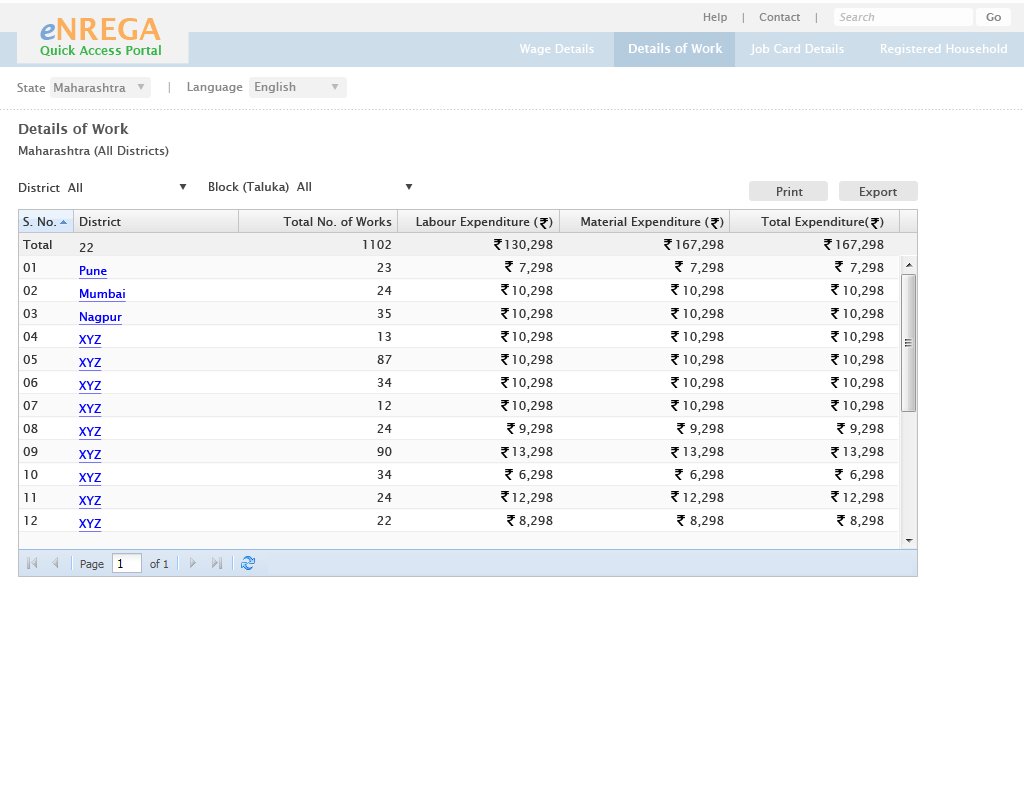 Help | Contact | Search Go
eNREGA
Quick Access Portal
Wage Details Details of Work Job Card Details Registered Household
State Maharashtra ▼ | Language English ▼
Details of Work
Maharashtra (All Districts)
District All ▼ Block (Taluka) All ▼
Print Export
S. No. District Total No. of Works Labour Expenditure (₹) Material Expenditure (₹) Total Expenditure(₹)
Total 22 1102 ₹130,298 ₹167,298 ₹167,298
01 Pune 23 ₹ 7,298 ₹ 7,298 ₹ 7,298
02 Mumbai 24 ₹10,298 ₹10,298 ₹10,298
03 Nagpur 35 ₹10,298 ₹10,298 ₹10,298
04 XYZ 13 ₹10,298 ₹10,298 ₹10,298
05 XYZ 87 ₹10,298 ₹10,298 ₹10,298
06 XYZ 34 ₹10,298 ₹10,298 ₹10,298
07 XYZ 12 ₹10,298 ₹10,298 ₹10,298
08 XYZ 24 ₹9,298 ₹9,298 ₹9,298
09 XYZ 90 ₹13,298 ₹13,298 ₹13,298
10 XYZ 34 ₹ 6,298 ₹ 6,298 ₹ 6,298
11 XYZ 24 ₹12,298 ₹12,298 ₹12,298
12 XYZ 22 ₹8,298 ₹8,298 ₹8,298
Page 1 of 1